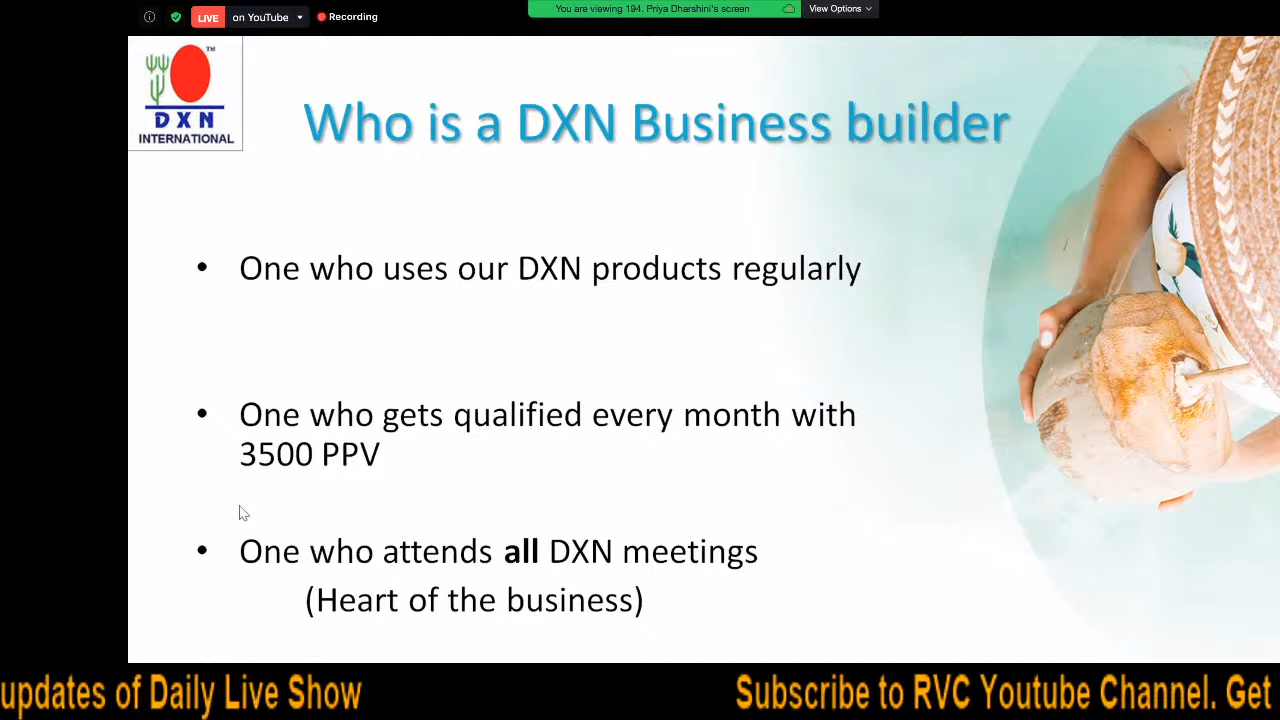 LIVE on YouTube Recording
You are viewing 194. Priya Dharshini's screen View Options
TM
DXN
INTERNATIONAL
Who is a DXN Business builder
• One who uses our DXN products regularly
• One who gets qualified every month with
3500 PPV
• One who attends all DXN meetings
(Heart of the business)
updates of Daily Live Show Subscribe to RVC Youtube Channel. Get